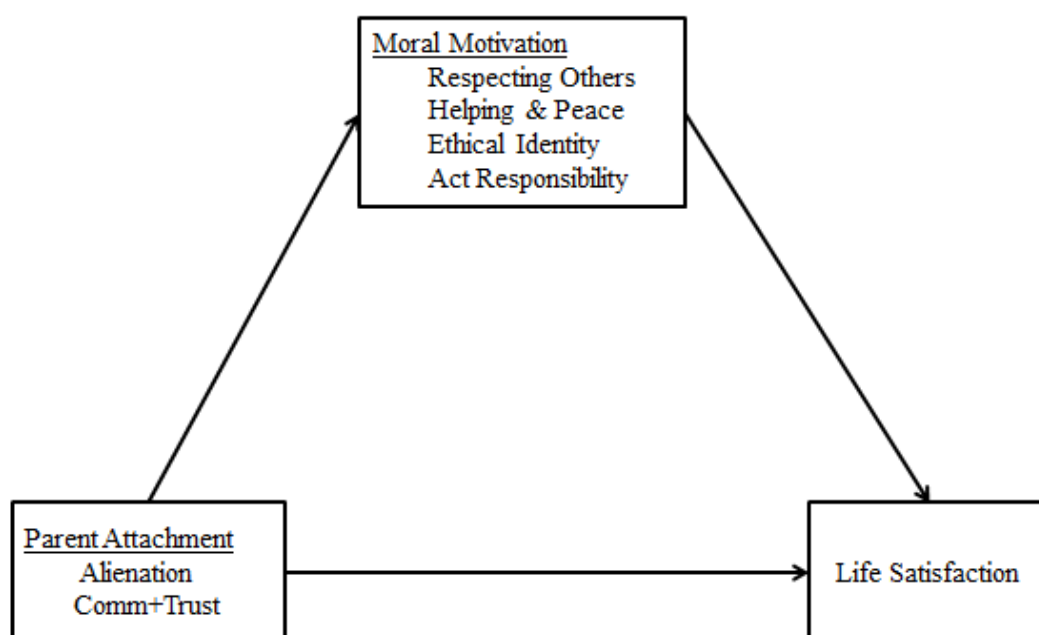 Moral Motivation
Respecting Others
Helping & Peace
Ethical Identity
Act Responsibility
Parent Attachment
Alienation
Comm+Trust
Life Satisfaction